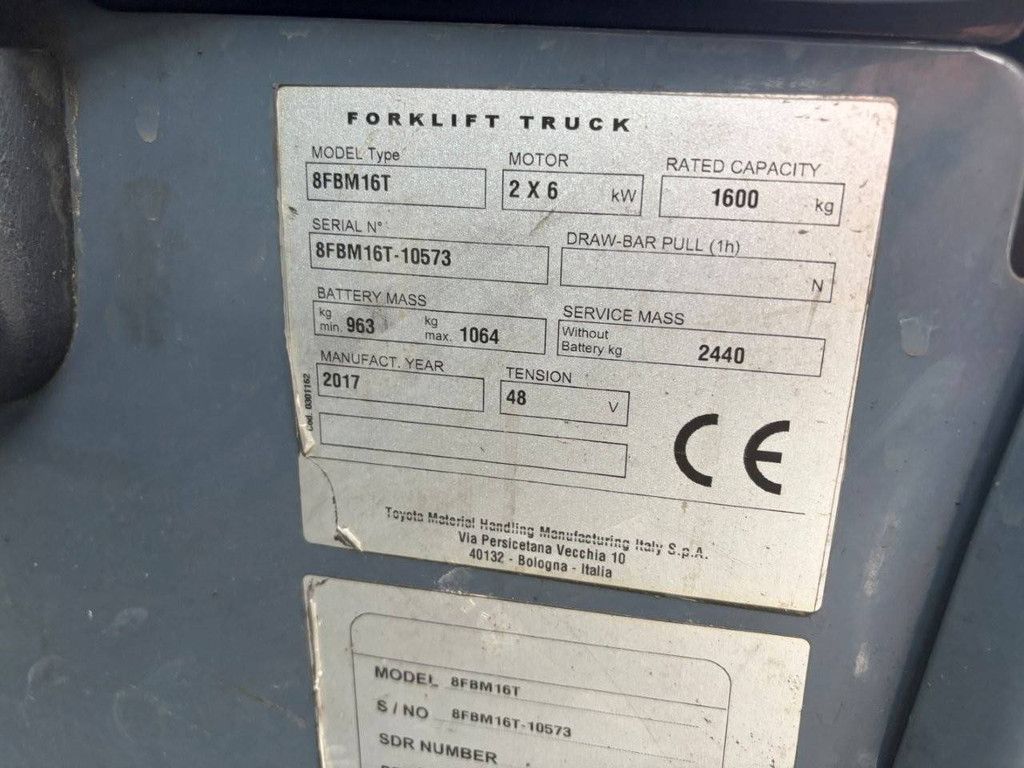 FORKLIFT TRUCK
MODEL Type MOTOR RATED CAPACITY
8FBM16T 2 X 6 kW 1600 kg
SERIAL N° DRAW-BAR PULL (1h)
8FBM16T-10573 N
BATTERY MASS SERVICE MASS
kg min. 963 kg max. 1064 Without Battery kg 2440
MANUFACT. YEAR TENSION
2017 48 V
cod. 0301162
CE
Toyota Material Handling Manufacturing Italy S.p.A.
Via Persicetana Vecchia 10
40132 - Bologna - Italia
MODEL 8FBM16T
S / NO 8FBM16T-10573
SDR NUMBER